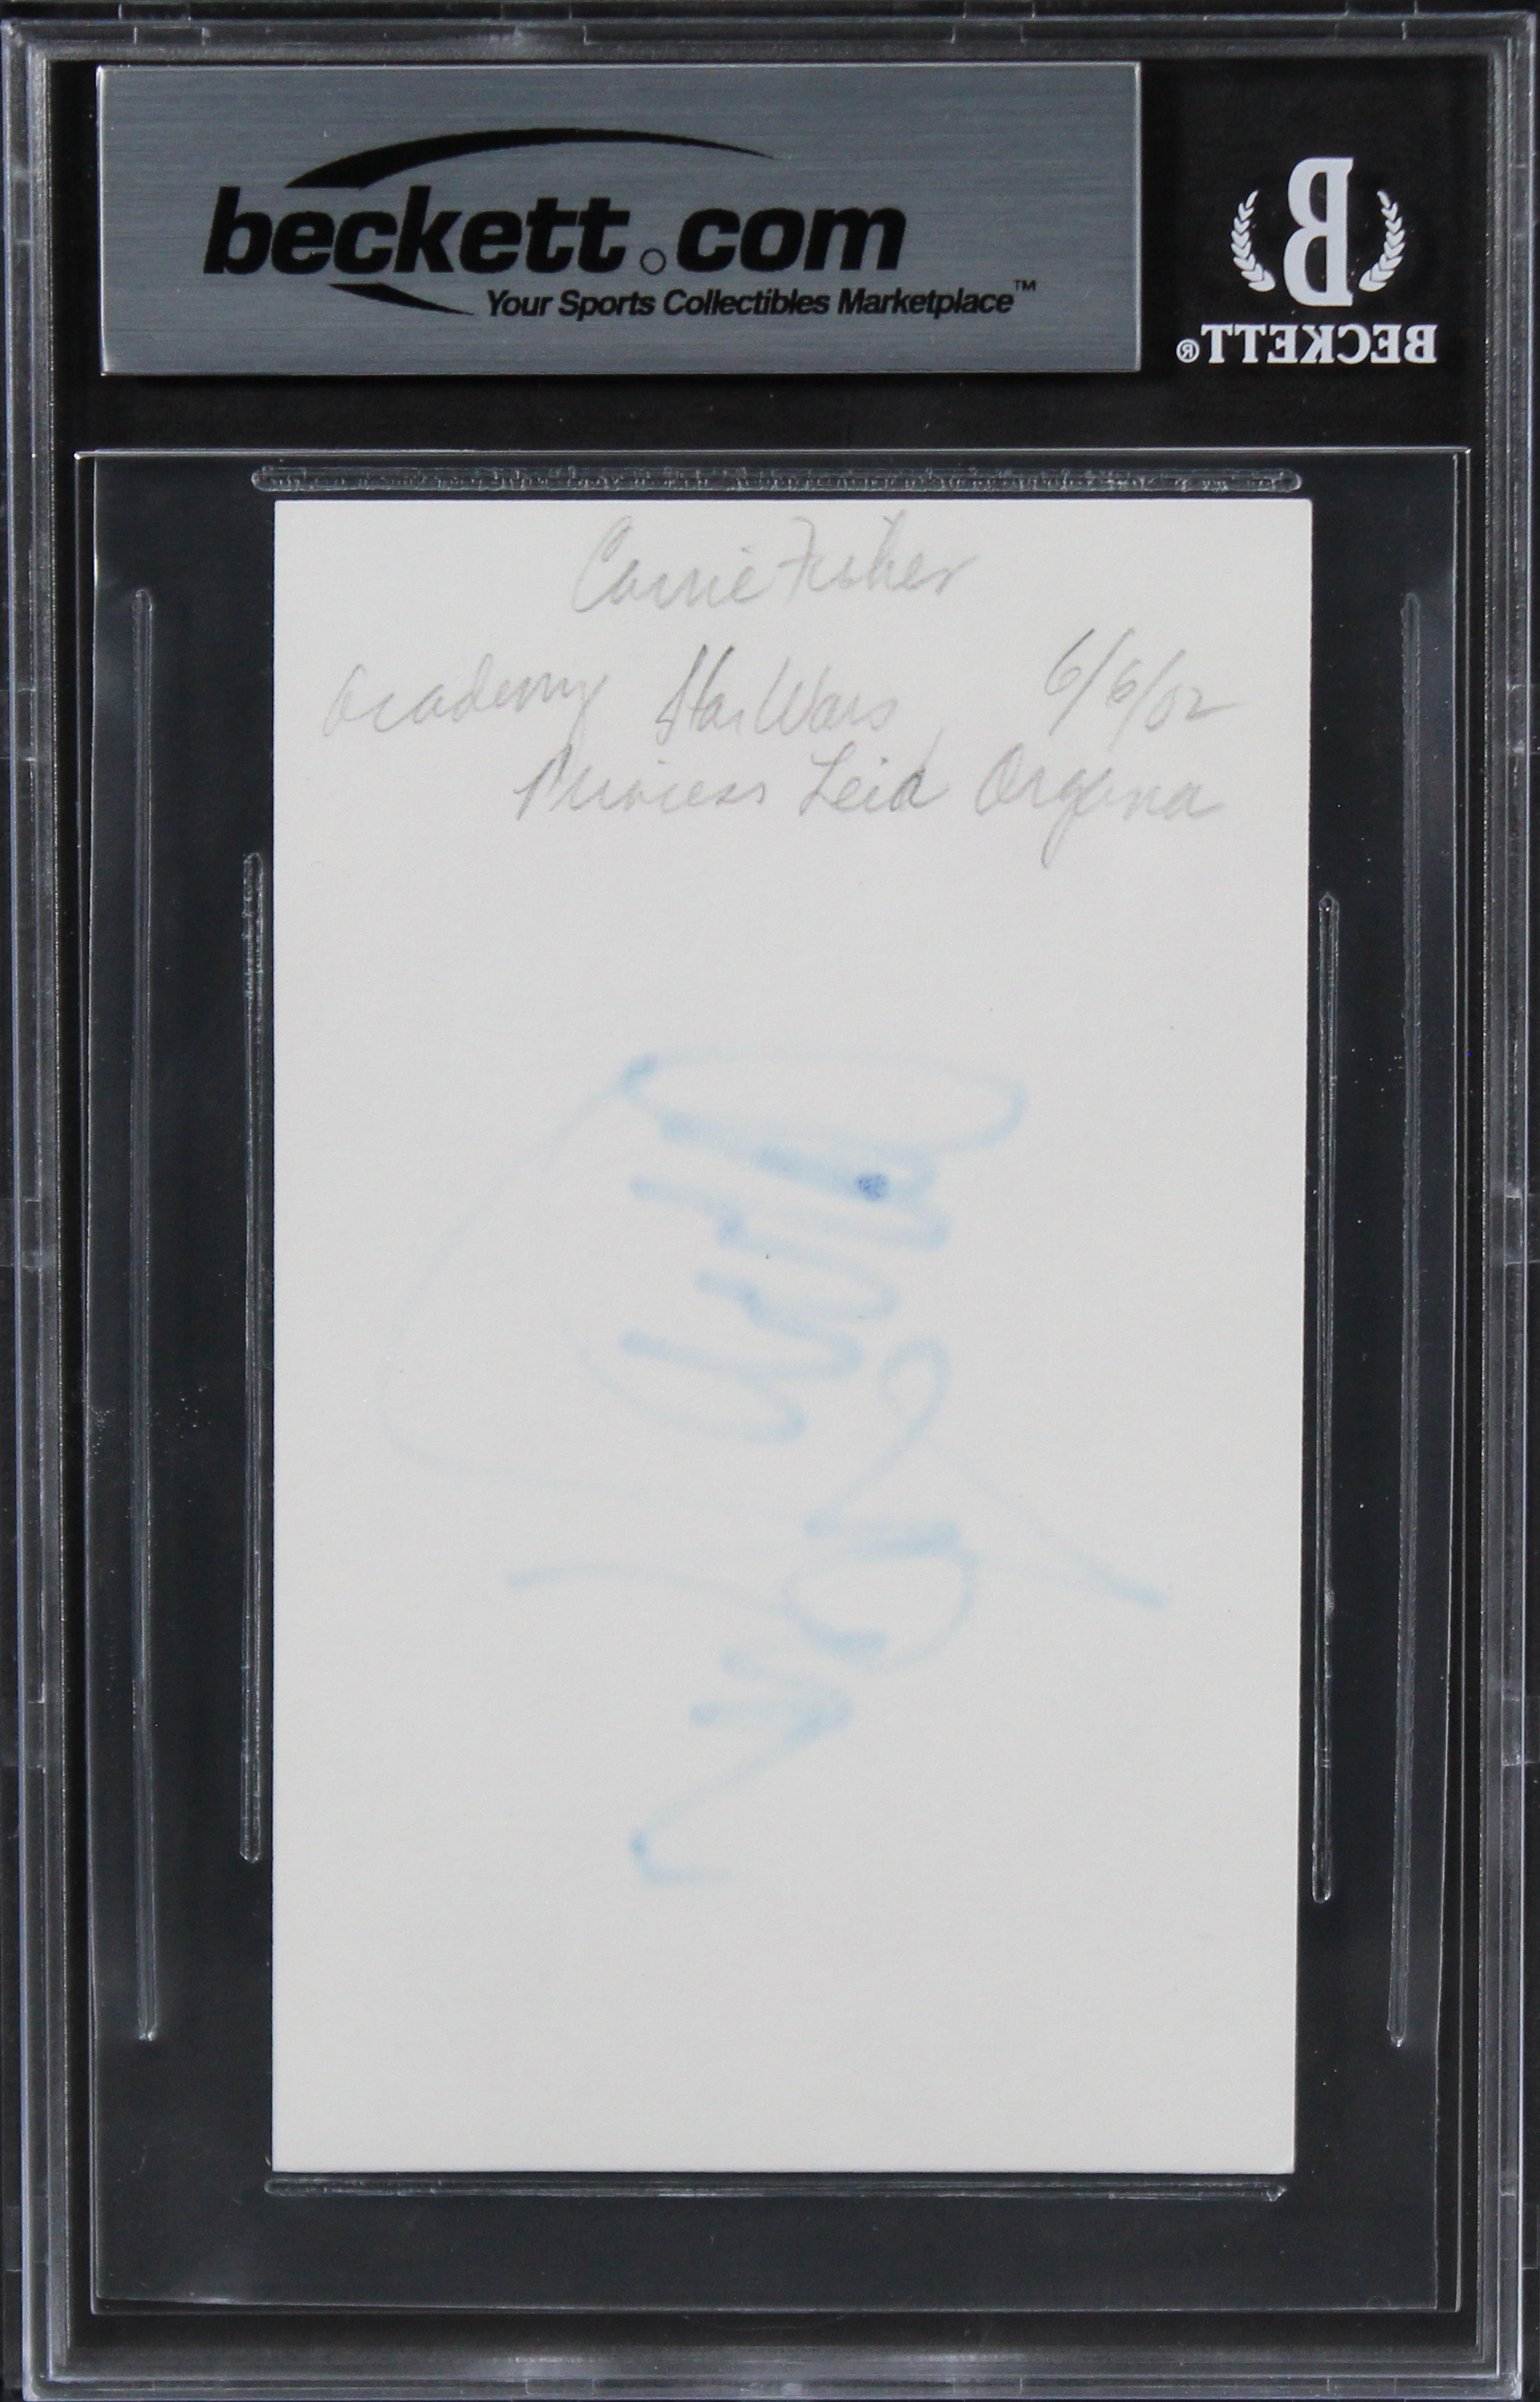 beckett.com
Your Sports Collectibles Marketplace™
BECKETT®
Carrie Fisher
Academy Star Wars 6/6/02
Princess Leia Organa